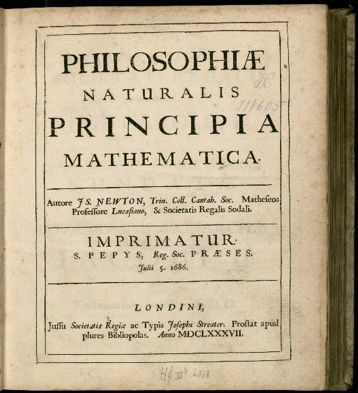 PHILOSOPHIÆ
NATURALIS
PRINCIPIA
MATHEMATICA.
Autore JS. NEWTON, Trin. Coll. Cantab. Soc. Matheseos
Professore Lucasiano, & Societatis Regalis Sodali.
IMPRIMATUR.
S. PEPYS, Reg. Soc. PRÆSES.
Julii 5. 1686.
LONDINI,
Jussu Societatis Regiæ ac Typis Josephi Streater. Prostat apud
plures Bibliopolas. Anno MDCLXXXVII.